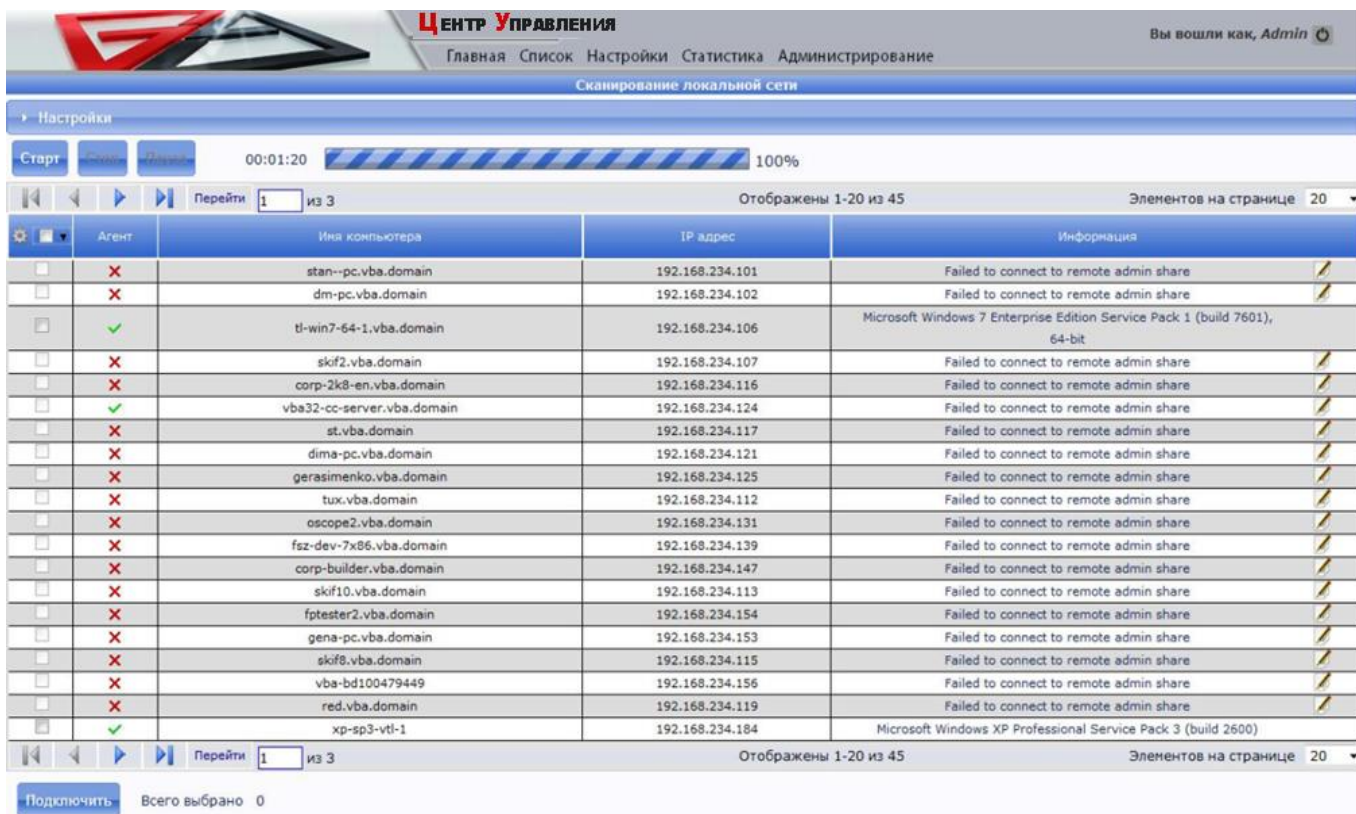 Центр Управления
Вы вошли как, Admin
Главная Список Настройки Статистика Администрирование
Сканирование локальной сети
Настройки
Старт Стоп Пауза 00:01:20 100%
Перейти 1 из 3 Отображены 1-20 из 45 Элементов на странице 20
Агент Имя компьютера IP адрес Информация
stan--pc.vba.domain 192.168.234.101 Failed to connect to remote admin share
dm-pc.vba.domain 192.168.234.102 Failed to connect to remote admin share
tl-win7-64-1.vba.domain 192.168.234.106 Microsoft Windows 7 Enterprise Edition Service Pack 1 (build 7601),
64-bit
skif2.vba.domain 192.168.234.107 Failed to connect to remote admin share
corp-2k8-en.vba.domain 192.168.234.116 Failed to connect to remote admin share
vba32-cc-server.vba.domain 192.168.234.124 Failed to connect to remote admin share
st.vba.domain 192.168.234.117 Failed to connect to remote admin share
dima-pc.vba.domain 192.168.234.121 Failed to connect to remote admin share
gerasimenko.vba.domain 192.168.234.125 Failed to connect to remote admin share
tux.vba.domain 192.168.234.112 Failed to connect to remote admin share
oscope2.vba.domain 192.168.234.131 Failed to connect to remote admin share
fsz-dev-7x86.vba.domain 192.168.234.139 Failed to connect to remote admin share
corp-builder.vba.domain 192.168.234.147 Failed to connect to remote admin share
skif10.vba.domain 192.168.234.113 Failed to connect to remote admin share
fptester2.vba.domain 192.168.234.154 Failed to connect to remote admin share
gena-pc.vba.domain 192.168.234.153 Failed to connect to remote admin share
skif8.vba.domain 192.168.234.115 Failed to connect to remote admin share
vba-bd100479449 192.168.234.156 Failed to connect to remote admin share
red.vba.domain 192.168.234.119 Failed to connect to remote admin share
xp-sp3-vtl-1 192.168.234.184 Microsoft Windows XP Professional Service Pack 3 (build 2600)
Перейти 1 из 3 Отображены 1-20 из 45 Элементов на странице 20
Подключить Всего выбрано 0